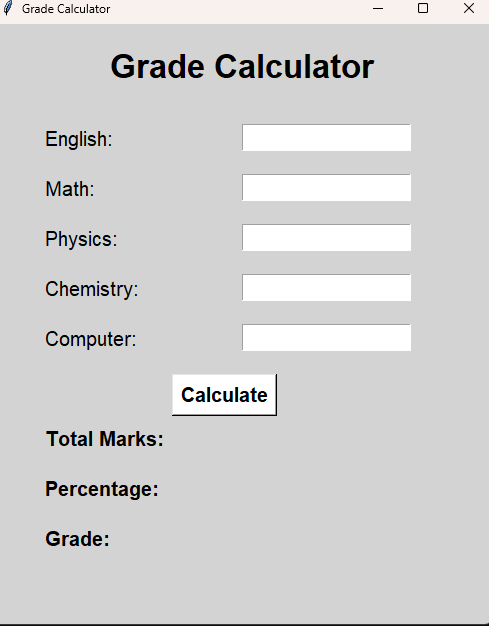 Grade Calculator
Grade Calculator
English:
Math:
Physics:
Chemistry:
Computer:
Calculate
Total Marks:
Percentage:
Grade: